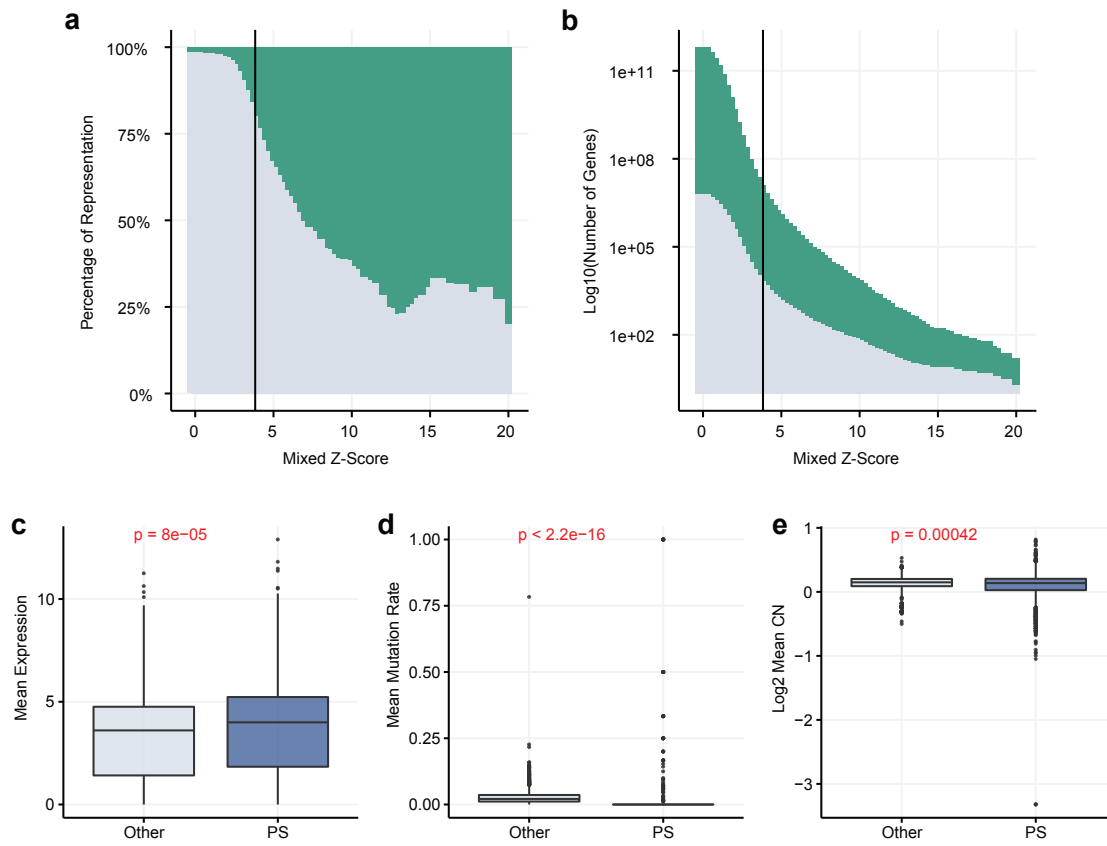 a
100%
75%
50%
25%
0%
Percentage of Representation
0
5
10
15
20
Mixed Z-Score
b
1e+11
1e+08
1e+05
1e+02
Log10(Number of Genes)
0
5
10
15
20
Mixed Z-Score
c
p = 8e−05
10
5
0
Mean Expression
Other
PS
d
p < 2.2e−16
1.00
0.75
0.50
0.25
0.00
Mean Mutation Rate
Other
PS
e
p = 0.00042
1
0
−1
−2
−3
Log2 Mean CN
Other
PS